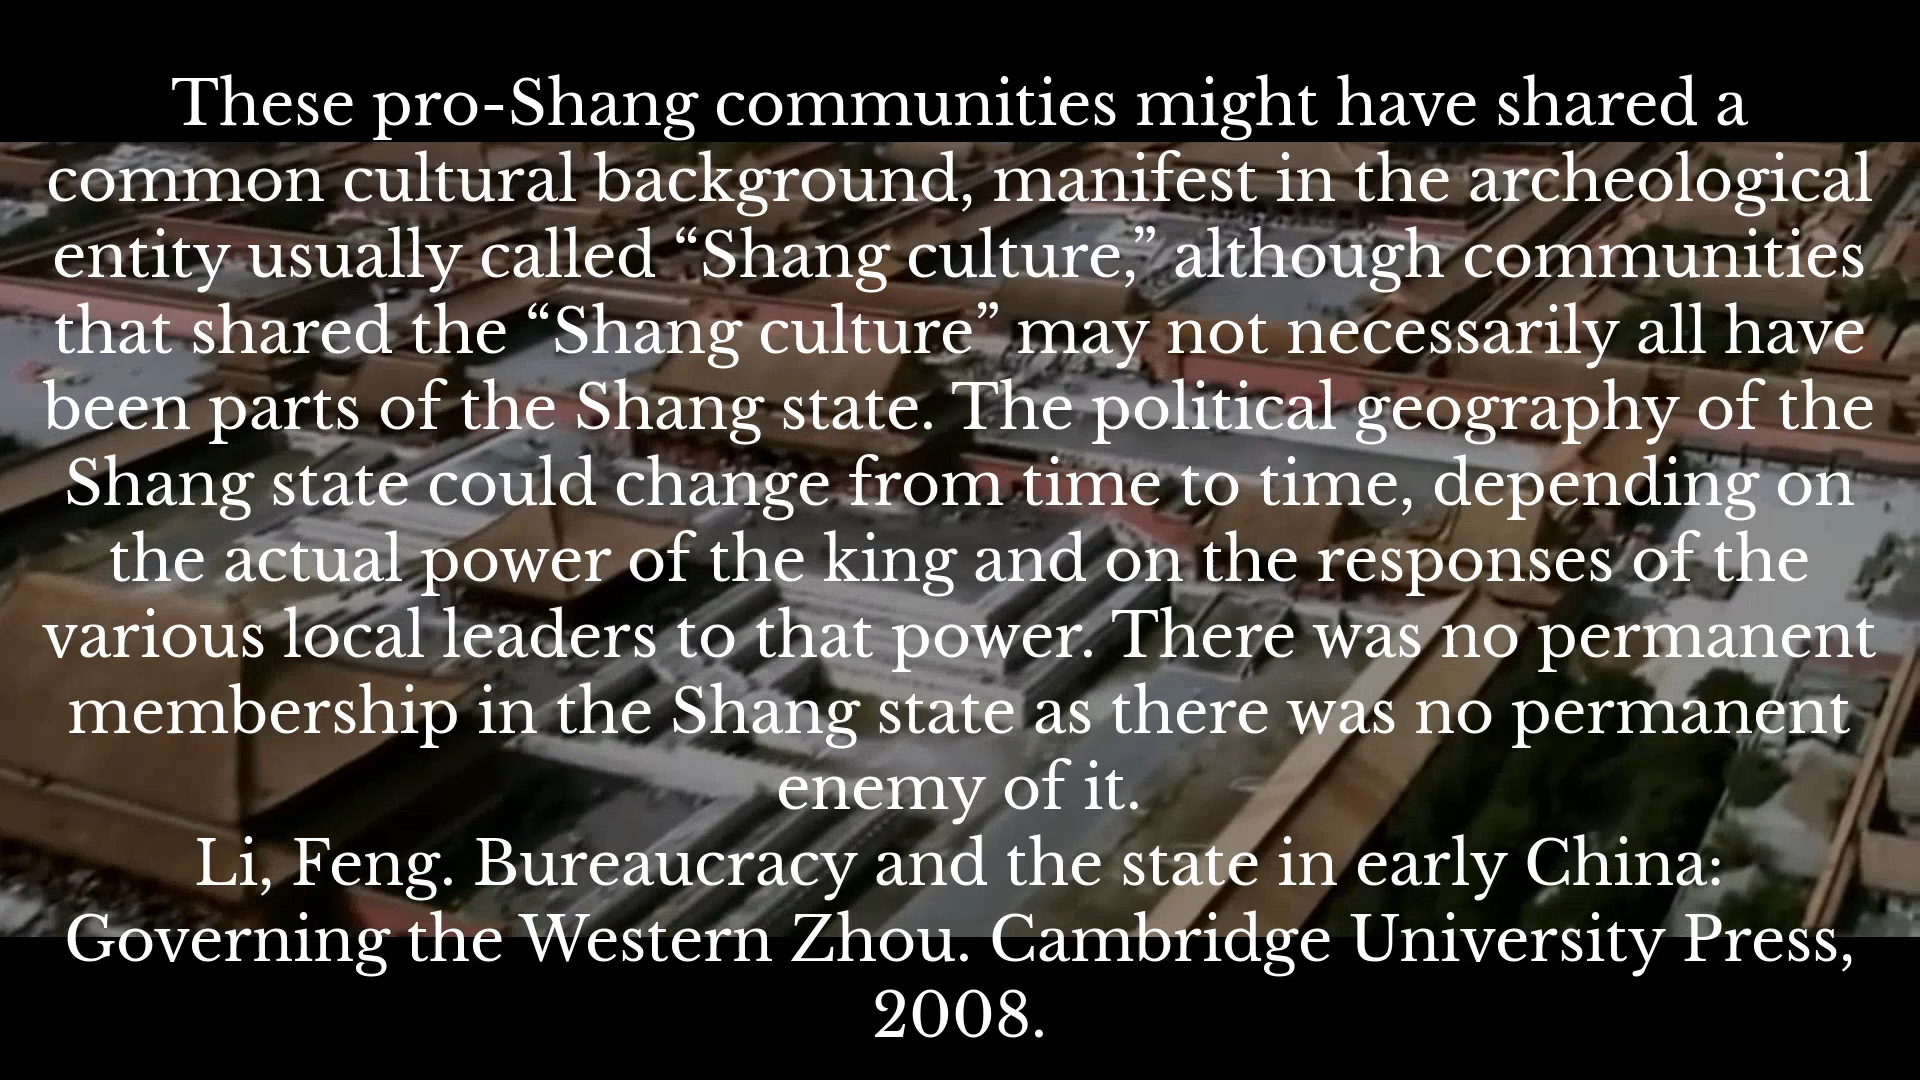 These pro-Shang communities might have shared a
common cultural background, manifest in the archeological
entity usually called “Shang culture,” although communities
that shared the “Shang culture” may not necessarily all have
been parts of the Shang state. The political geography of the
Shang state could change from time to time, depending on
the actual power of the king and on the responses of the
various local leaders to that power. There was no permanent
membership in the Shang state as there was no permanent
enemy of it.
Li, Feng. Bureaucracy and the state in early China:
Governing the Western Zhou. Cambridge University Press,
2008.